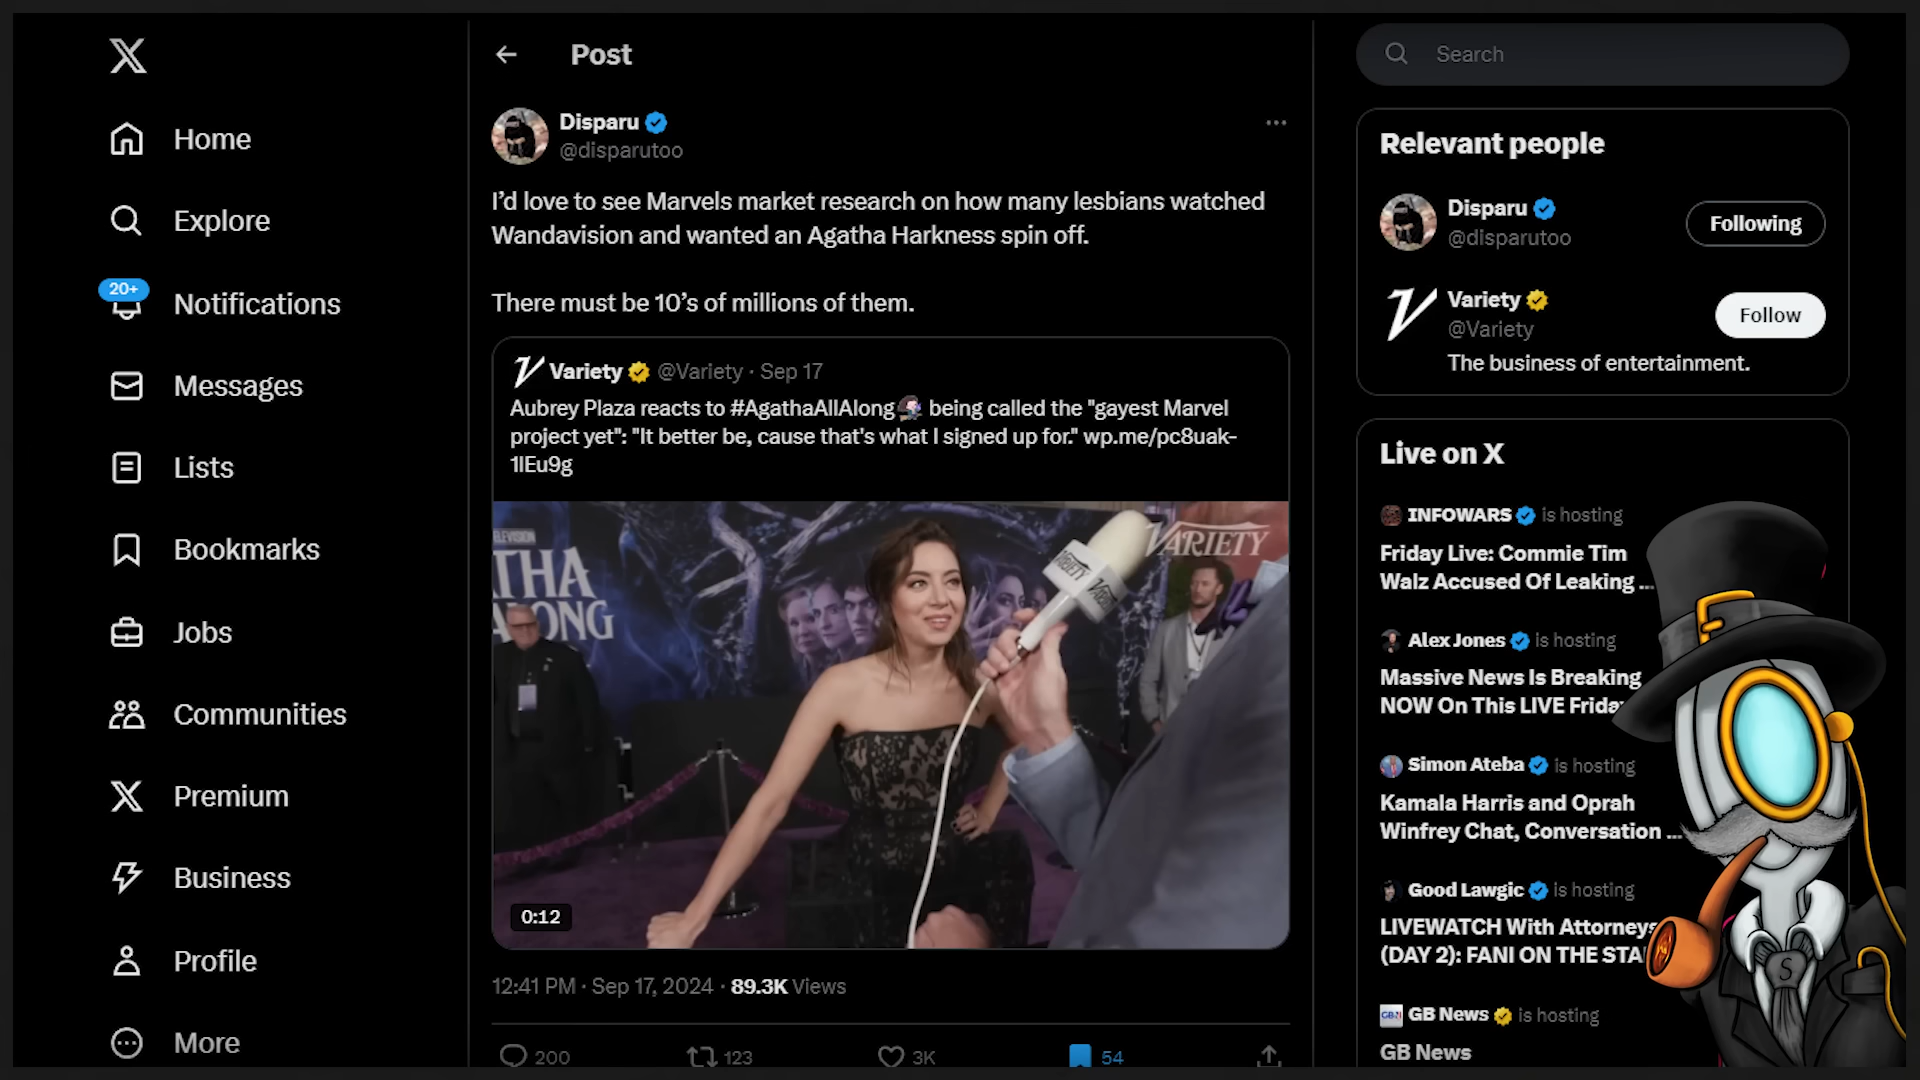 Home
Explore
20+
Notifications
Messages
Lists
Bookmarks
Jobs
Communities
Premium
Business
Profile
More
Post
Disparu
@disparutoo
I'd love to see Marvels market research on how many lesbians watched
Wandavision and wanted an Agatha Harkness spin off.
There must be 10's of millions of them.
Variety @Variety · Sep 17
Aubrey Plaza reacts to #AgathaAllAlong being called the "gayest Marvel
project yet": "It better be, cause that's what I signed up for." wp.me/pc8uak-
1lEu9g
ELEVISION
THA
ALONG
VARIETY
VARIETY
0:12
12:41 PM · Sep 17, 2024 · 89.3K Views
200
123
3K
54
Search
Relevant people
Disparu
@disparutoo
Following
Variety
@Variety
Follow
The business of entertainment.
Live on X
INFOWARS is hosting
Friday Live: Commie Tim
Walz Accused Of Leaking ...
Alex Jones is hosting
Massive News Is Breaking
NOW On This LIVE Friday
Simon Ateba is hosting
Kamala Harris and Oprah
Winfrey Chat, Conversation ...
Good Lawgic is hosting
LIVEWATCH With Attorneys
(DAY 2): FANI ON THE STA
GBN
GB News is hosting
GB News
S